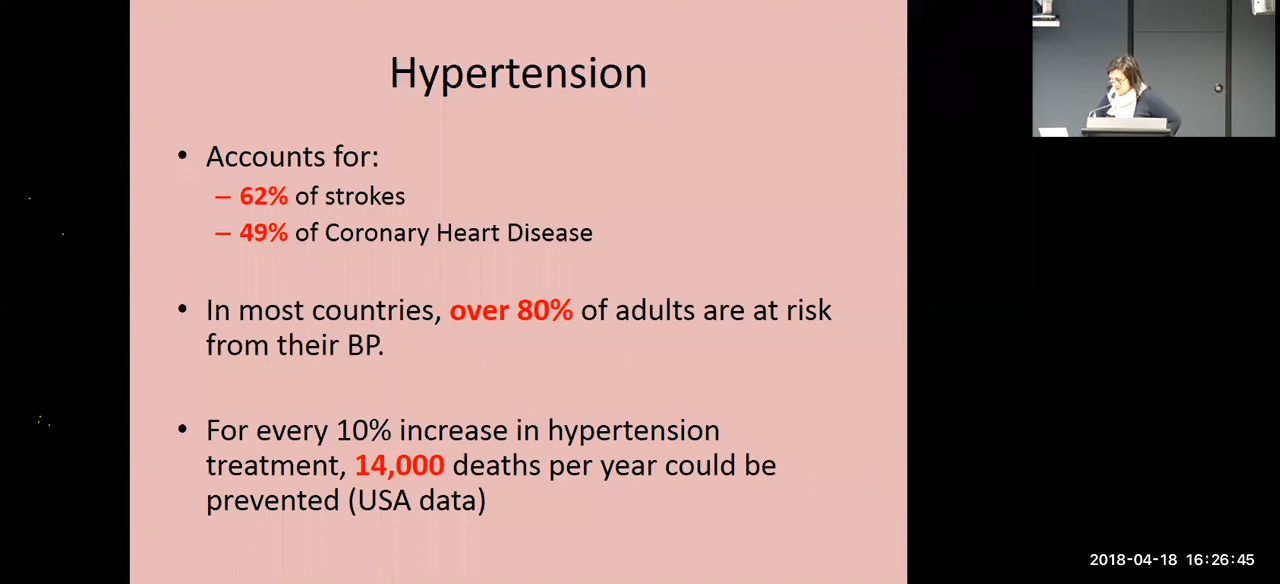 Hypertension
• Accounts for:
– 62% of strokes
– 49% of Coronary Heart Disease
• In most countries, over 80% of adults are at risk
from their BP.
• For every 10% increase in hypertension
treatment, 14,000 deaths per year could be
prevented (USA data)
2018-04-18 16:26:45